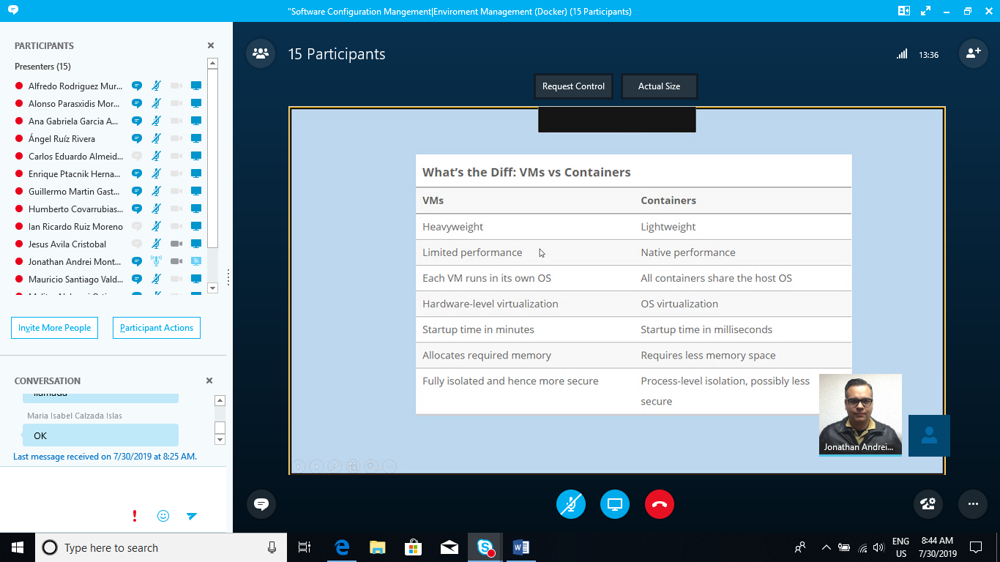 "Software Configuration Mangement|Enviroment Management (Docker) (15 Participants)
PARTICIPANTS
Presenters (15)
Alfredo Rodriguez Mur...
Alonso Parasxidis Mor...
Ana Gabriela Garcia A...
Ángel Ruíz Rivera
Carlos Eduardo Almeid...
Enrique Ptacnik Herna...
Guillermo Martin Gast...
Humberto Covarrubias...
Ian Ricardo Ruiz Moreno
Jesus Avila Cristobal
Jonathan Andrei Mont...
Mauricio Santiago Vald...
Invite More People
Participant Actions
CONVERSATION
llamada
Maria Isabel Calzada Islas
OK
Last message received on 7/30/2019 at 8:25 AM.
15 Participants
13:36
Request Control
Actual Size
What's the Diff: VMs vs Containers
VMs Containers
Heavyweight Lightweight
Limited performance Native performance
Each VM runs in its own OS All containers share the host OS
Hardware-level virtualization OS virtualization
Startup time in minutes Startup time in milliseconds
Allocates required memory Requires less memory space
Fully isolated and hence more secure Process-level isolation, possibly less
secure
Jonathan Andrei...
Type here to search
ENG
US
8:44 AM
7/30/2019